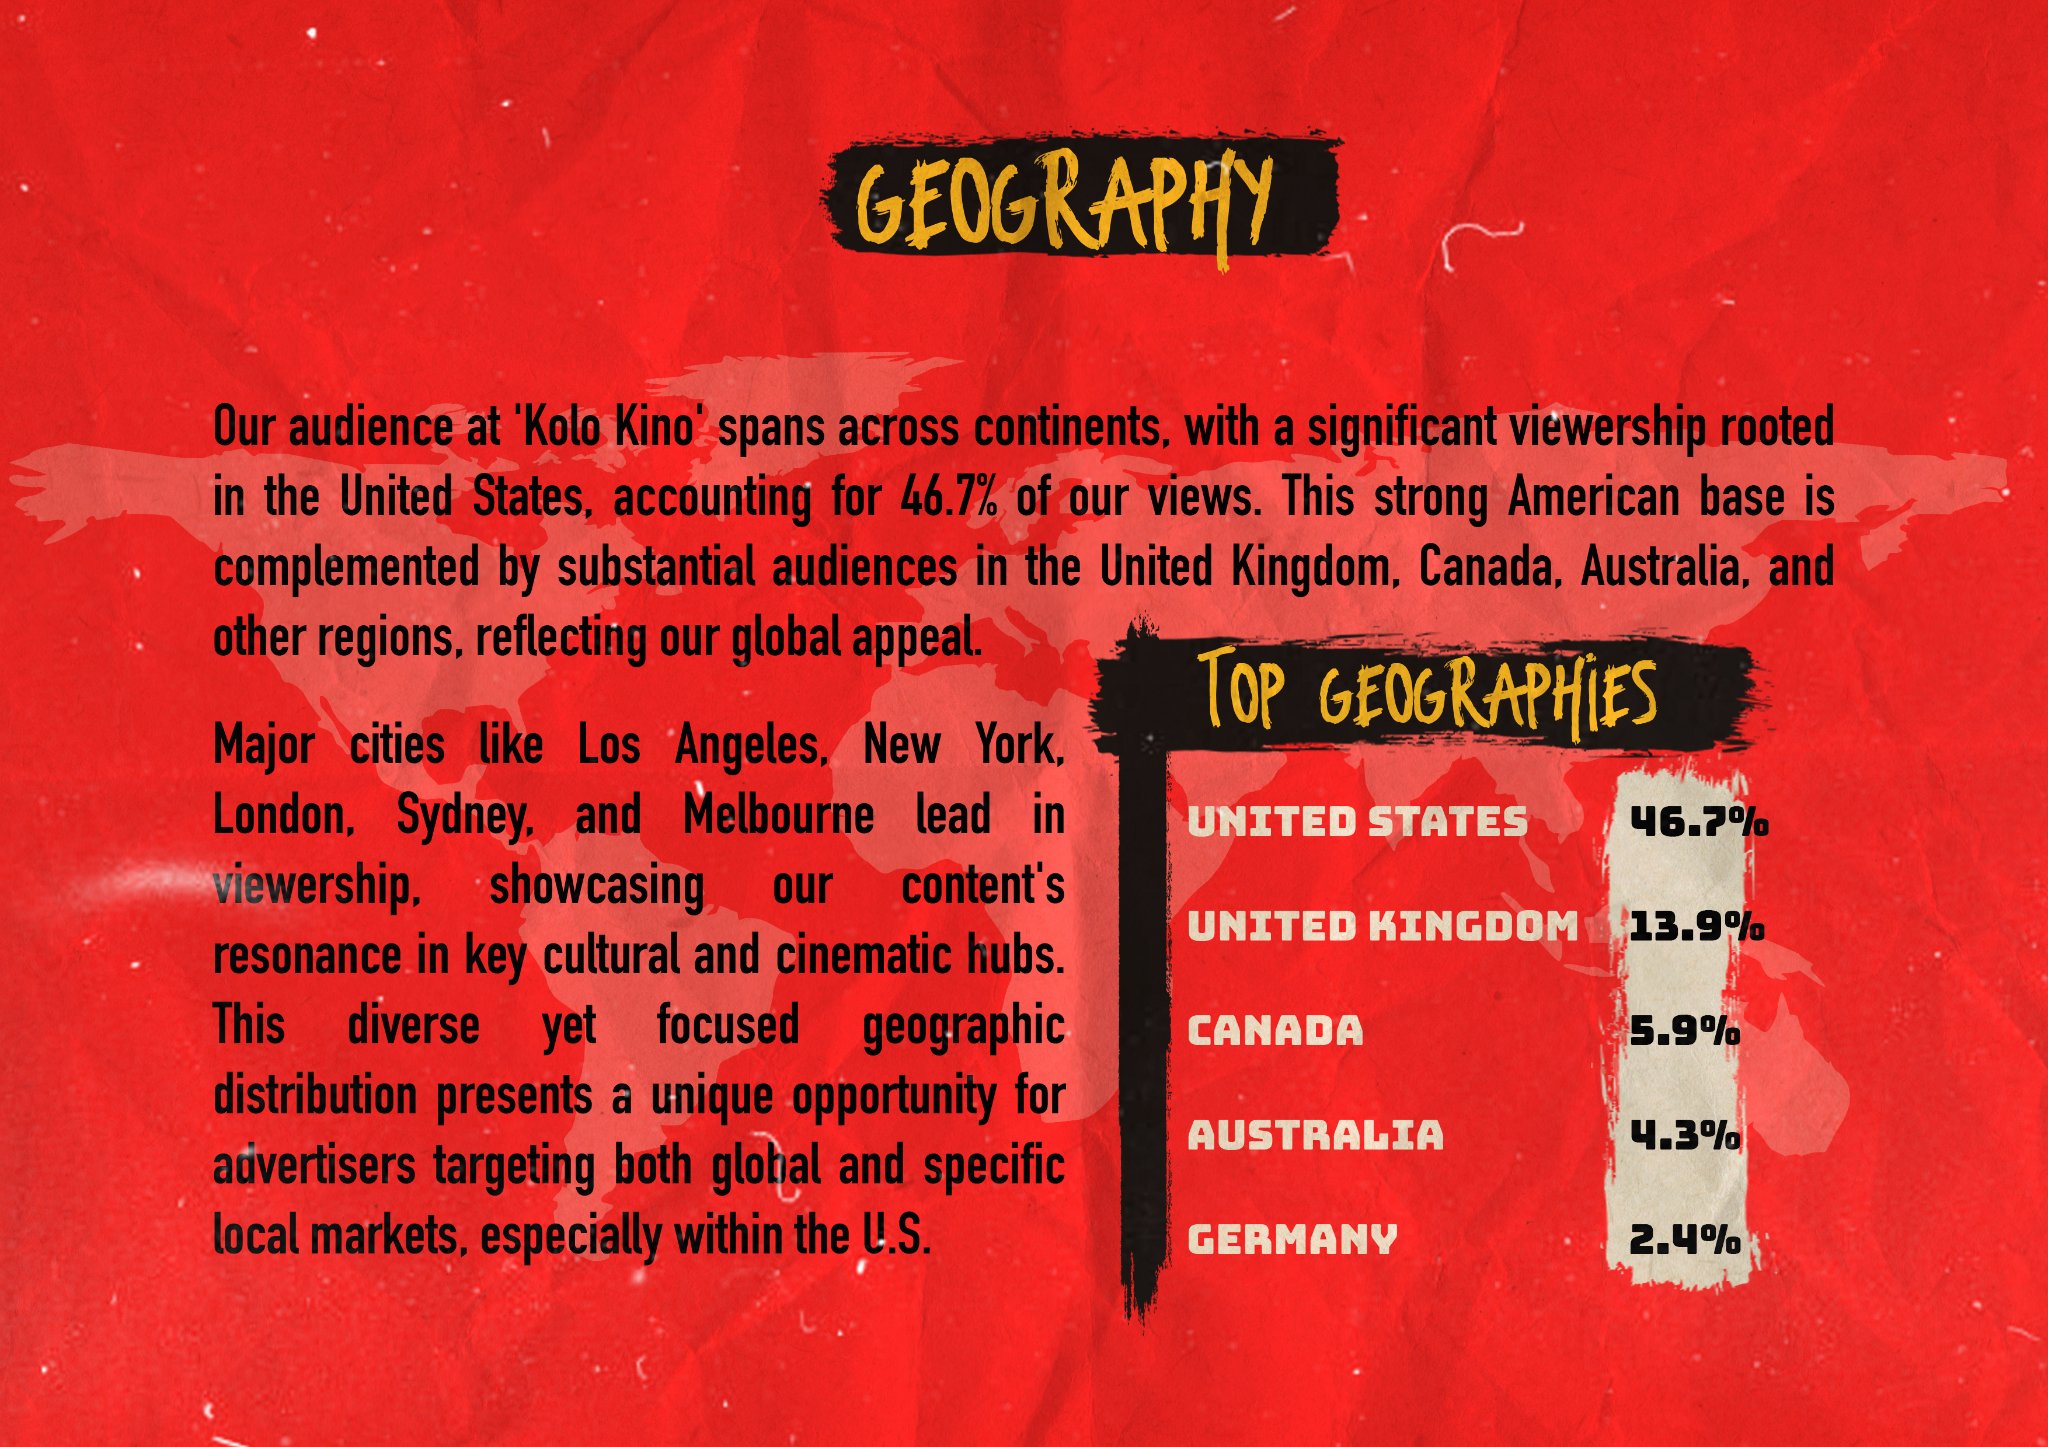 GEOGRAPHY
Our audience at 'Kolo Kino' spans across continents, with a significant viewership rooted
in the United States, accounting for 46.7% of our views. This strong American base is
complemented by substantial audiences in the United Kingdom, Canada, Australia, and
other regions, reflecting our global appeal.
Major cities like Los Angeles, New York,
London, Sydney, and Melbourne lead in
viewership, showcasing our content's
resonance in key cultural and cinematic hubs.
This diverse yet focused geographic
distribution presents a unique opportunity for
advertisers targeting both global and specific
local markets, especially within the U.S.
TOP GEOGRAPHIES
UNITED STATES 46.7%
UNITED KINGDOM 13.9%
CANADA 5.9%
AUSTRALIA 4.3%
GERMANY 2.4%